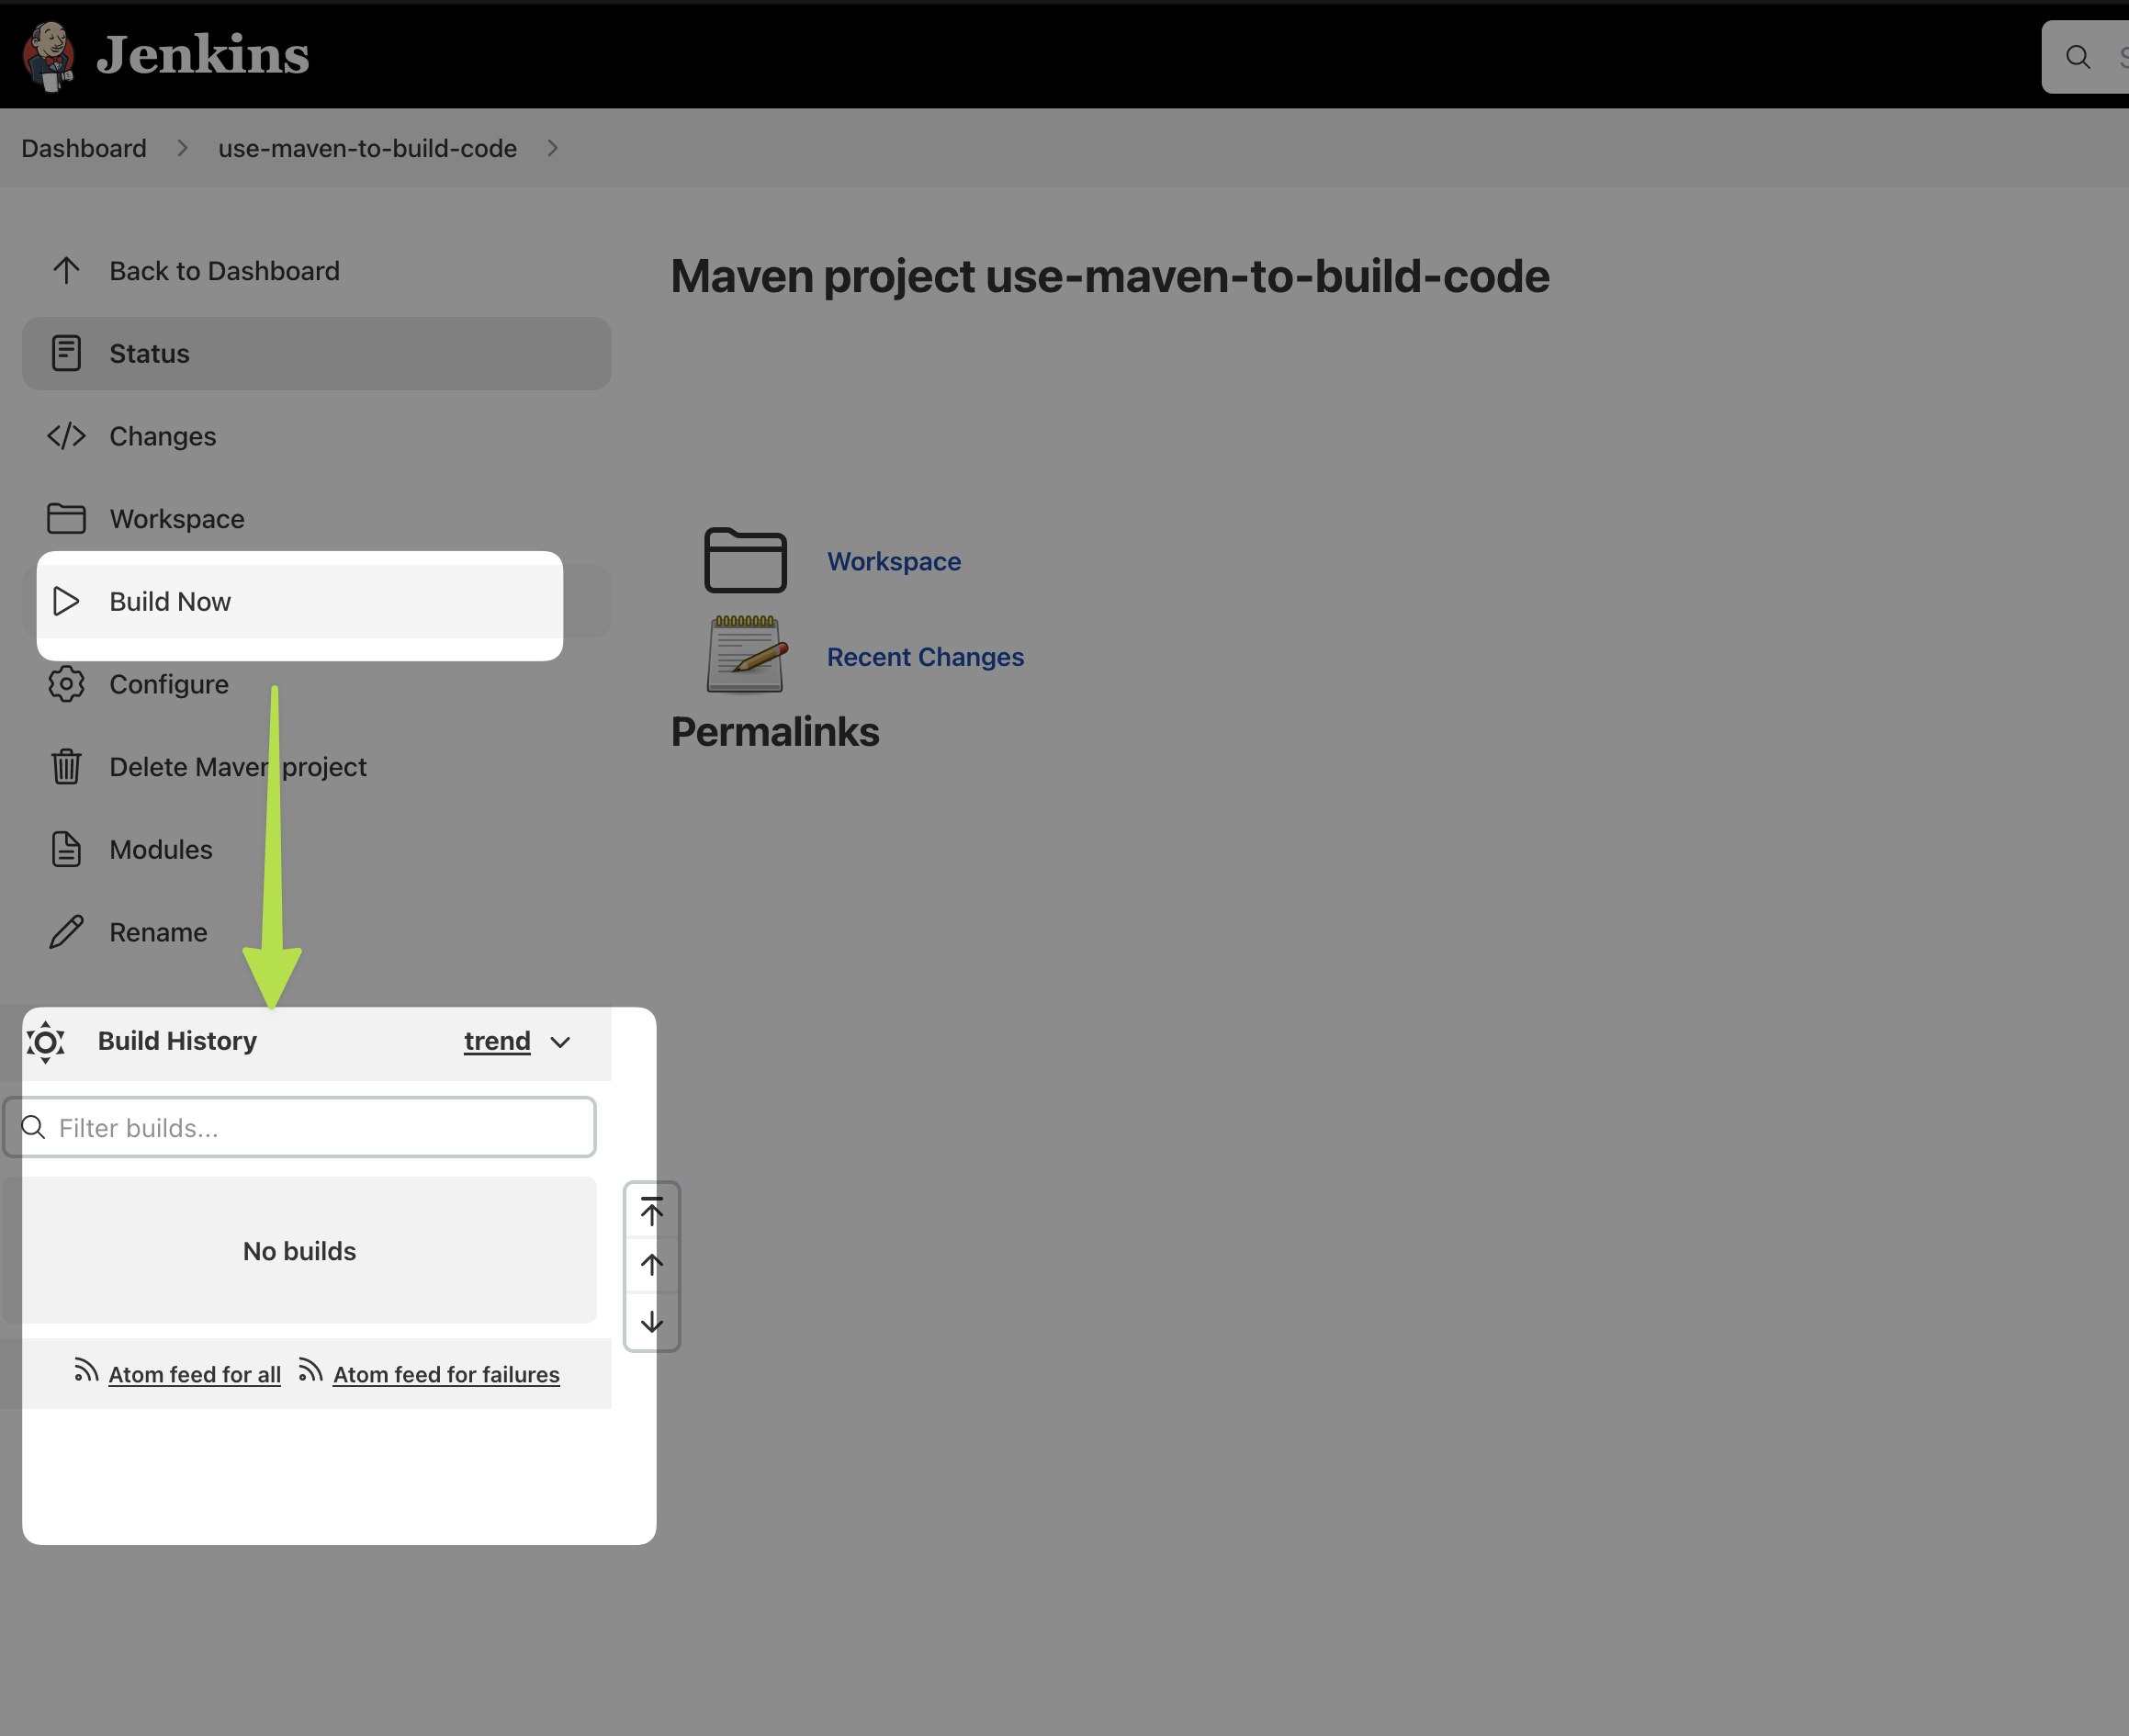 Jenkins
Dashboard
use-maven-to-build-code
Back to Dashboard
Status
Changes
Workspace
Build Now
Configure
Delete Maven project
Modules
Rename
Build History
trend
Filter builds...
No builds
Atom feed for all
Atom feed for failures
Maven project use-maven-to-build-code
Workspace
Recent Changes
Permalinks